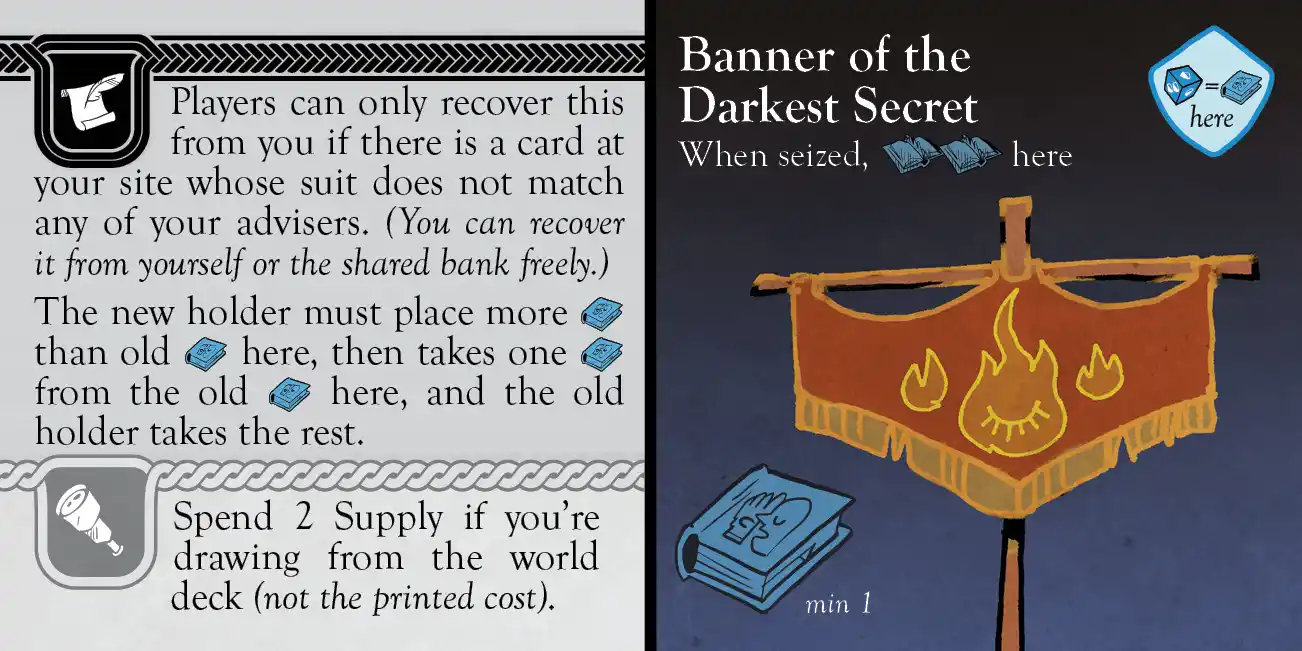 Players can only recover this
from you if there is a card at
your site whose suit does not match
any of your advisers. (You can recover
it from yourself or the shared bank freely.)
The new holder must place more
than old here, then takes one
from the old here, and the old
holder takes the rest.
Spend 2 Supply if you're
drawing from the world
deck (not the printed cost).
Banner of the
Darkest Secret
When seized, here
=
here
min 1